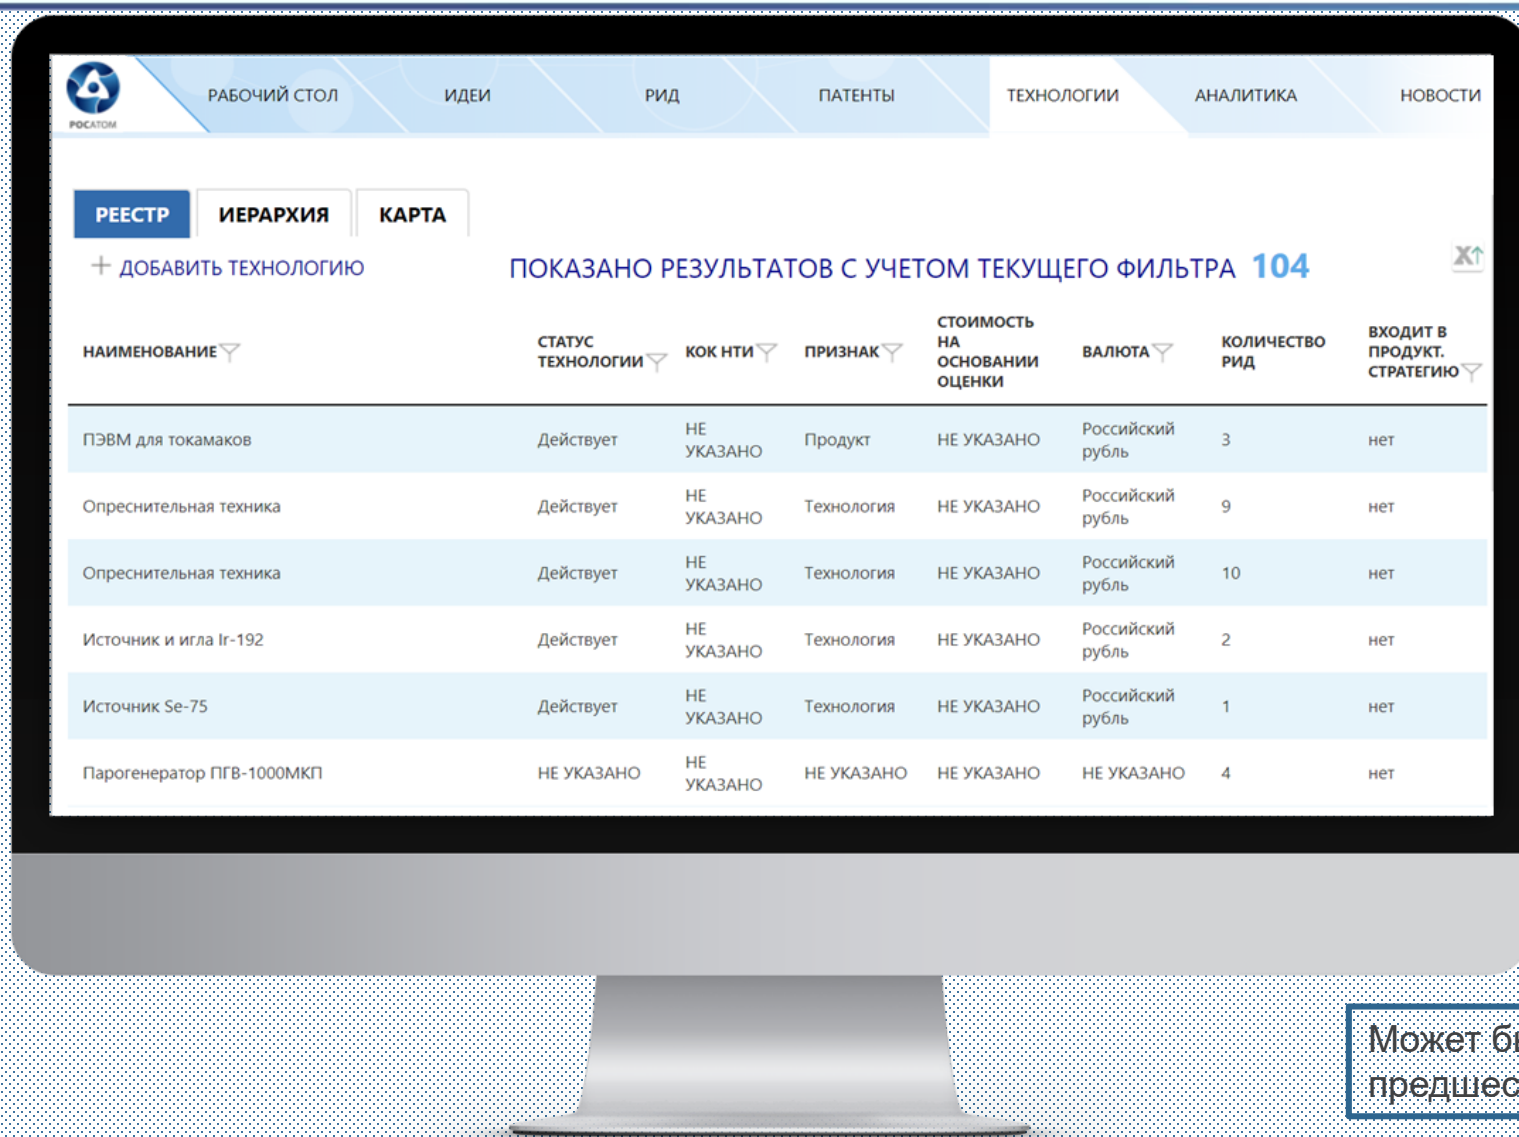 РОСАТОМ
РАБОЧИЙ СТОЛ ИДЕИ РИД ПАТЕНТЫ ТЕХНОЛОГИИ АНАЛИТИКА НОВОСТИ
РЕЕСТР ИЕРАРХИЯ КАРТА
+ ДОБАВИТЬ ТЕХНОЛОГИЮ
ПОКАЗАНО РЕЗУЛЬТАТОВ С УЧЕТОМ ТЕКУЩЕГО ФИЛЬТРА 104
X↑
НАИМЕНОВАНИЕ
СТАТУС
ТЕХНОЛОГИИ
КОК НТИ
ПРИЗНАК
СТОИМОСТЬ
НА
ОСНОВАНИИ
ОЦЕНКИ
ВАЛЮТА
КОЛИЧЕСТВО
РИД
ВХОДИТ В
ПРОДУКТ.
СТРАТЕГИЮ
ПЭВМ для токамаков
Действует
НЕ
УКАЗАНО
Продукт
НЕ УКАЗАНО
Российский
рубль
3
нет
Опреснительная техника
Действует
НЕ
УКАЗАНО
Технология
НЕ УКАЗАНО
Российский
рубль
9
нет
Опреснительная техника
Действует
НЕ
УКАЗАНО
Технология
НЕ УКАЗАНО
Российский
рубль
10
нет
Источник и игла Ir-192
Действует
НЕ
УКАЗАНО
Технология
НЕ УКАЗАНО
Российский
рубль
2
нет
Источник Se-75
Действует
НЕ
УКАЗАНО
Технология
НЕ УКАЗАНО
Российский
рубль
1
нет
Парогенератор ПГВ-1000МКП
НЕ УКАЗАНО
НЕ
УКАЗАНО
НЕ УКАЗАНО
НЕ УКАЗАНО
НЕ УКАЗАНО
4
нет
Может